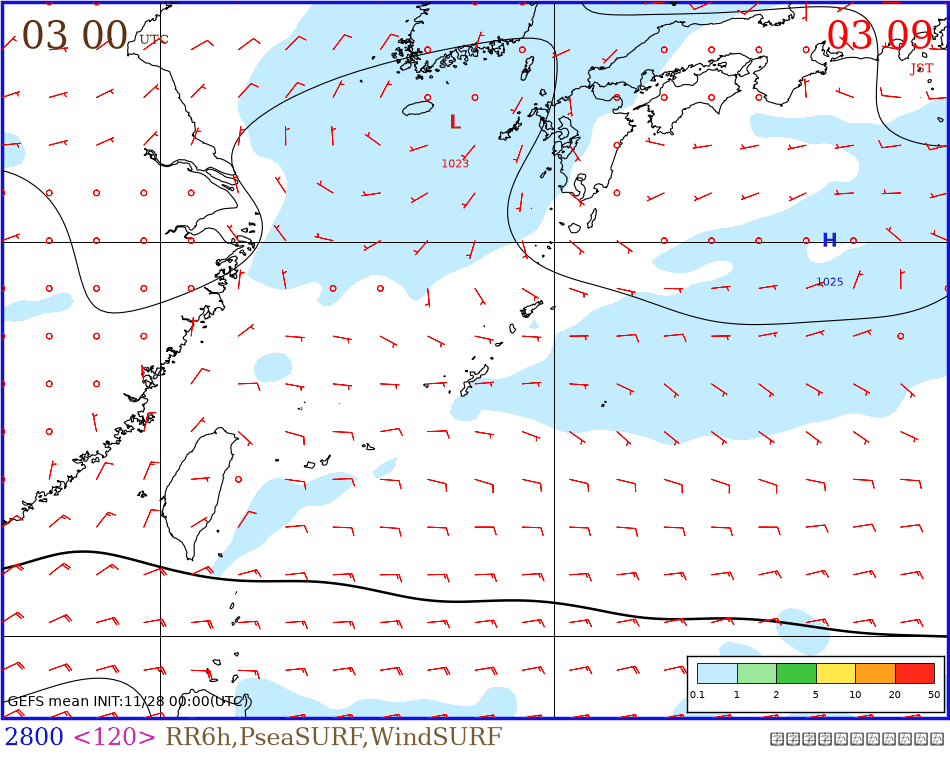 03 00 UTC 03 09
JST
L
1023
H
1025
0.1 1 2 5 10 20 50
GEFS mean INIT:11/28 00:00(UTC)
2800 <120> RR6h,PseaSURF,WindSURF